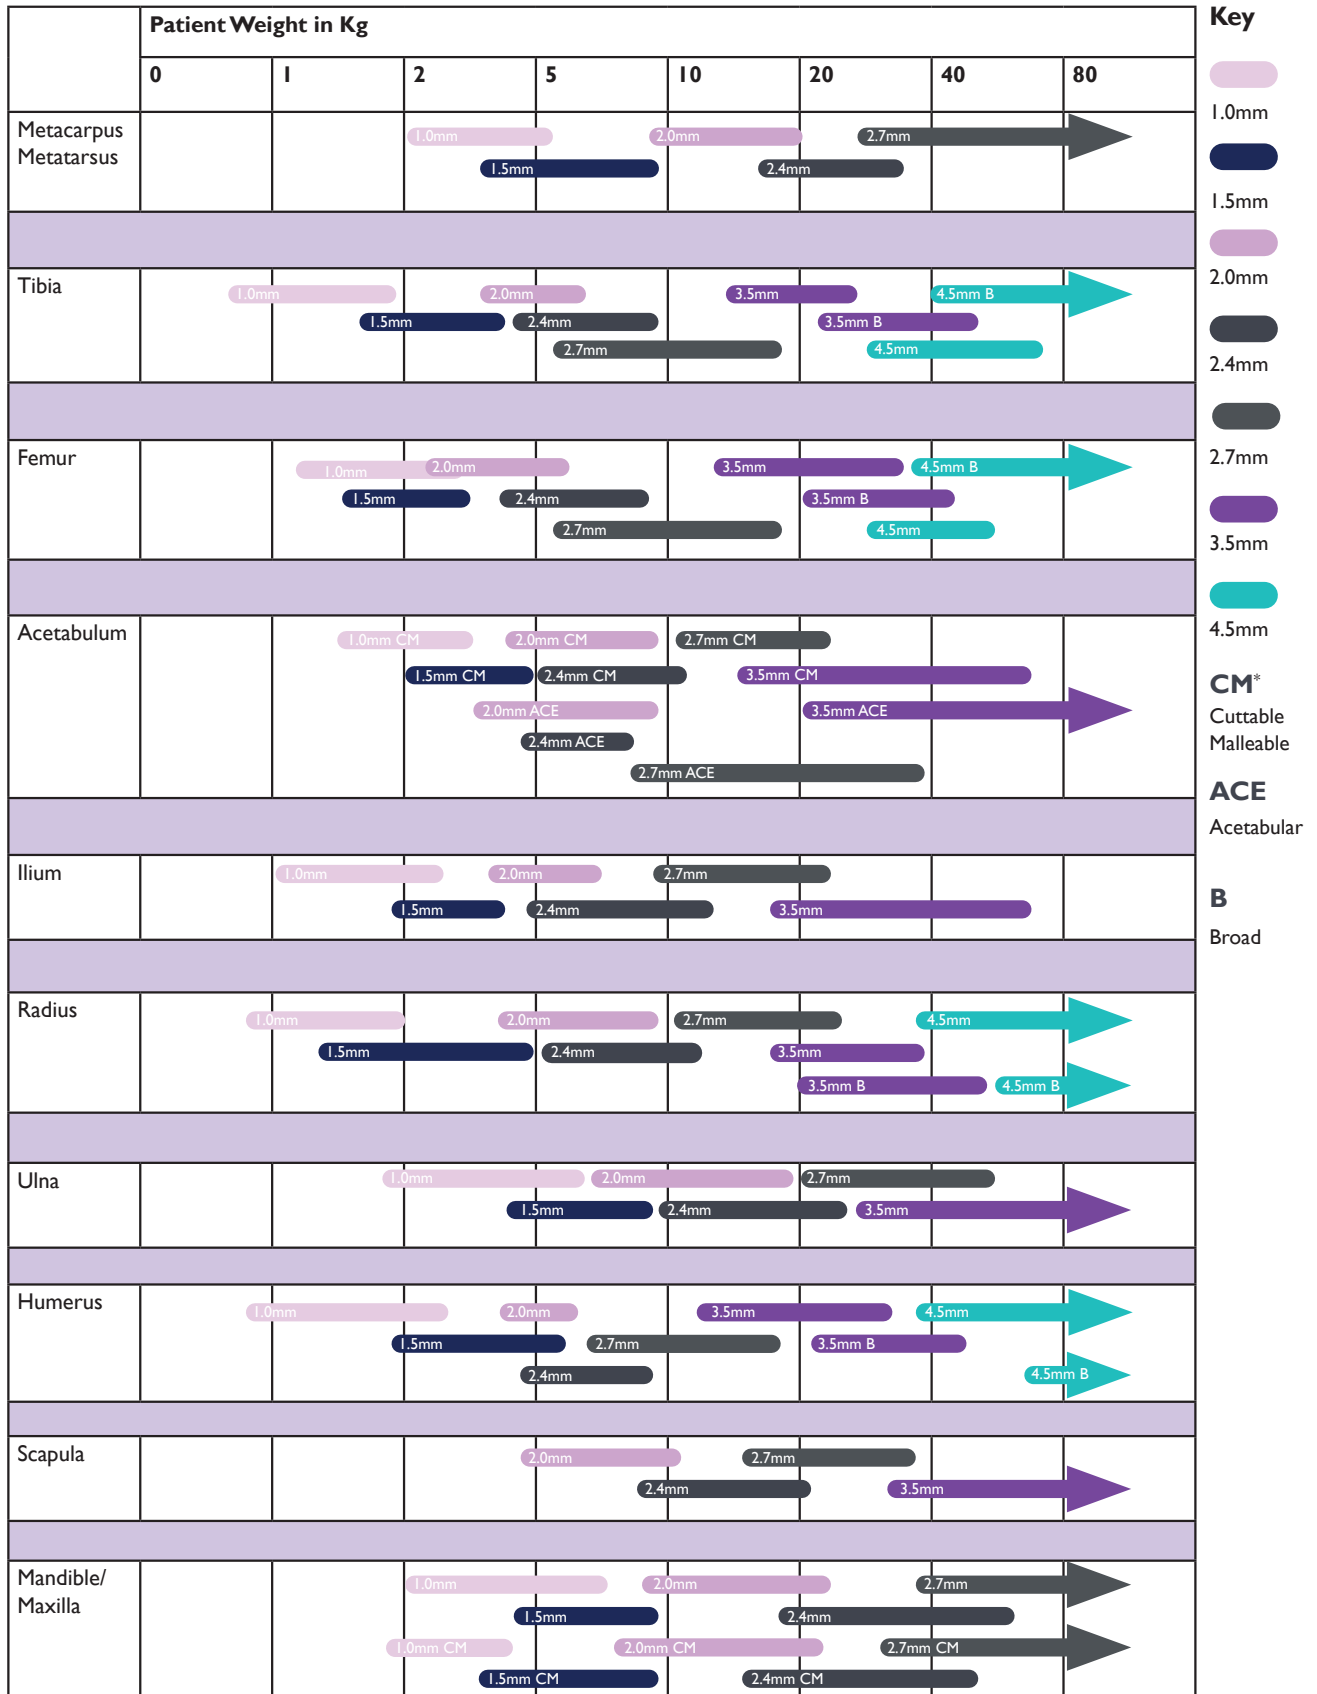 Patient Weight in Kg
0 1 2 5 10 20 40 80
Metacarpus
Metatarsus
1.0mm 2.0mm 2.7mm
1.5mm 2.4mm
Tibia
1.0mm 2.0mm 3.5mm 4.5mm B
1.5mm 2.4mm 3.5mm B
2.7mm 4.5mm
Femur
1.0mm 2.0mm 3.5mm 4.5mm B
1.5mm 2.4mm 3.5mm B
2.7mm 4.5mm
Acetabulum
1.0mm CM 2.0mm CM 2.7mm CM
1.5mm CM 2.4mm CM 3.5mm CM
2.0mm ACE 3.5mm ACE
2.4mm ACE
2.7mm ACE
Ilium
1.0mm 2.0mm 2.7mm
1.5mm 2.4mm 3.5mm
Radius
1.0mm 2.0mm 2.7mm 4.5mm
1.5mm 2.4mm 3.5mm
3.5mm B 4.5mm B
Ulna
1.0mm 2.0mm 2.7mm
1.5mm 2.4mm 3.5mm
Humerus
1.0mm 2.0mm 3.5mm 4.5mm
1.5mm 2.7mm 3.5mm B
2.4mm 4.5mm B
Scapula
2.0mm 2.7mm
2.4mm 3.5mm
Mandible/
Maxilla
1.0mm 2.0mm 2.7mm
1.5mm 2.4mm
1.0mm CM 2.0mm CM 2.7mm CM
1.5mm CM 2.4mm CM
Key
1.0mm
1.5mm
2.0mm
2.4mm
2.7mm
3.5mm
4.5mm
CM*
Cuttable
Malleable
ACE
Acetabular
B
Broad